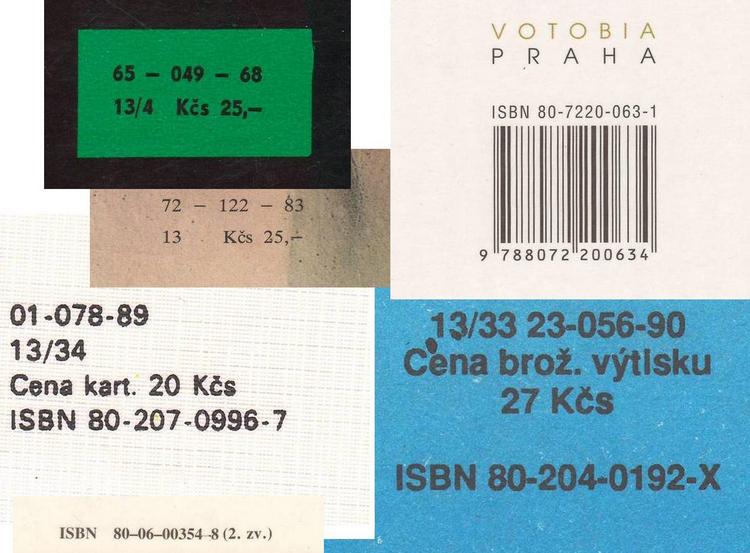 65 – 049 – 68
13/4 Kčs 25,–
72 – 122 – 83
13 Kčs 25,–
VOTOBIA
PRAHA
ISBN 80-7220-063-1
9 788072 200634
01-078-89
13/34
Cena kart. 20 Kčs
ISBN 80-207-0996-7
13/33 23-056-90
Cena brož. výtisku
27 Kčs
ISBN 80-204-0192-X
ISBN 80–06–00354–8 (2. zv.)